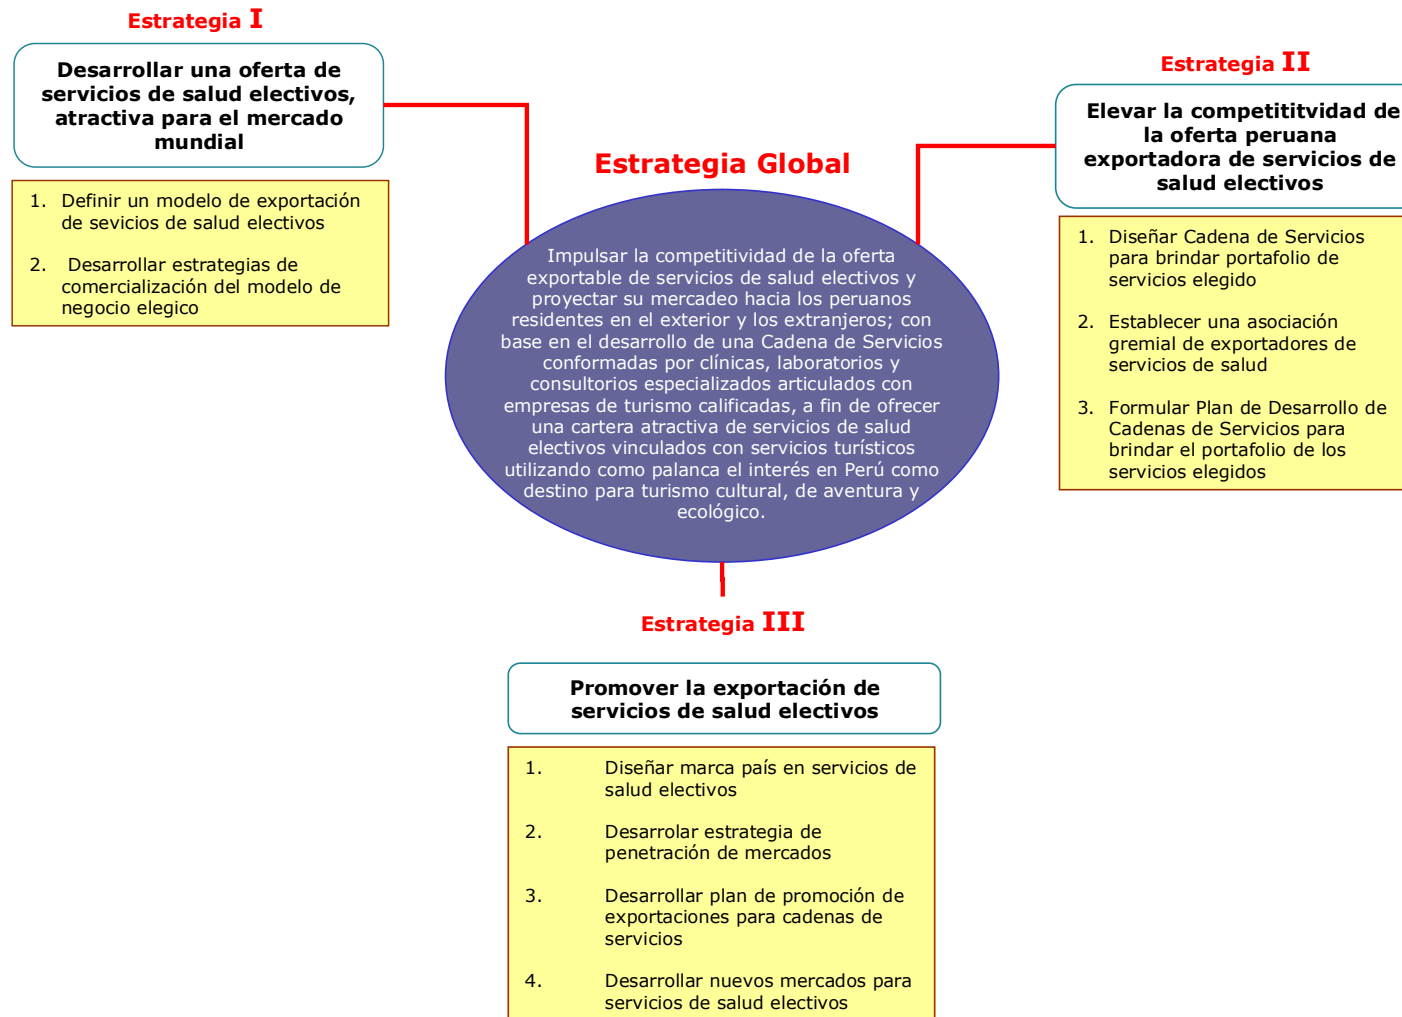 Estrategia I
Desarrollar una oferta de
servicios de salud electivos,
atractiva para el mercado
mundial
1. Definir un modelo de exportación
de sevicios de salud electivos
2. Desarrollar estrategias de
comercialización del modelo de
negocio elegico
Estrategia II
Elevar la competititvidad de
la oferta peruana
exportadora de servicios de
salud electivos
1. Diseñar Cadena de Servicios
para brindar portafolio de
servicios elegido
2. Establecer una asociación
gremial de exportadores de
servicios de salud
3. Formular Plan de Desarrollo de
Cadenas de Servicios para
brindar el portafolio de los
servicios elegidos
Estrategia Global
Impulsar la competitividad de la oferta
exportable de servicios de salud electivos y
proyectar su mercadeo hacia los peruanos
residentes en el exterior y los extranjeros; con
base en el desarrollo de una Cadena de Servicios
conformadas por clínicas, laboratorios y
consultorios especializados articulados con
empresas de turismo calificadas, a fin de ofrecer
una cartera atractiva de servicios de salud
electivos vinculados con servicios turísticos
utilizando como palanca el interés en Perú como
destino para turismo cultural, de aventura y
ecológico.
Estrategia III
Promover la exportación de
servicios de salud electivos
1. Diseñar marca país en servicios de
salud electivos
2. Desarrolar estrategia de
penetración de mercados
3. Desarrollar plan de promoción de
exportaciones para cadenas de
servicios
4. Desarrollar nuevos mercados para
servicios de salud electivos